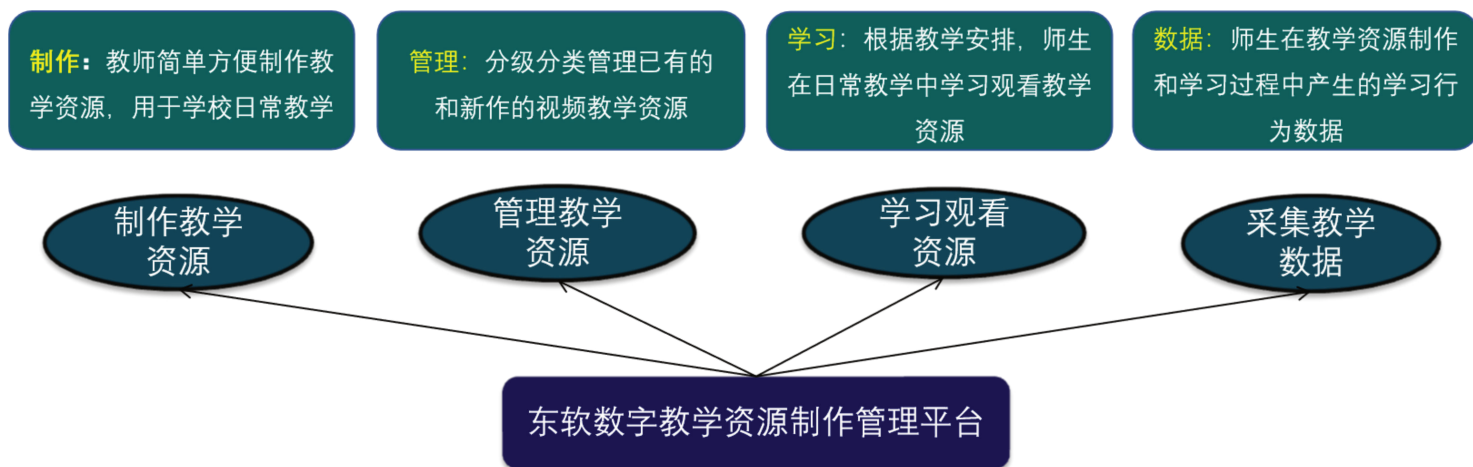 制作：教师简单方便制作教
学资源，用于学校日常教学
管理：分级分类管理已有的
和新作的视频教学资源
学习：根据教学安排，师生
在日常教学中学习观看教学
资源
数据：师生在教学资源制作
和学习过程中产生的学习行
为数据
制作教学
资源
管理教学
资源
学习观看
资源
采集教学
数据
东软数字教学资源制作管理平台